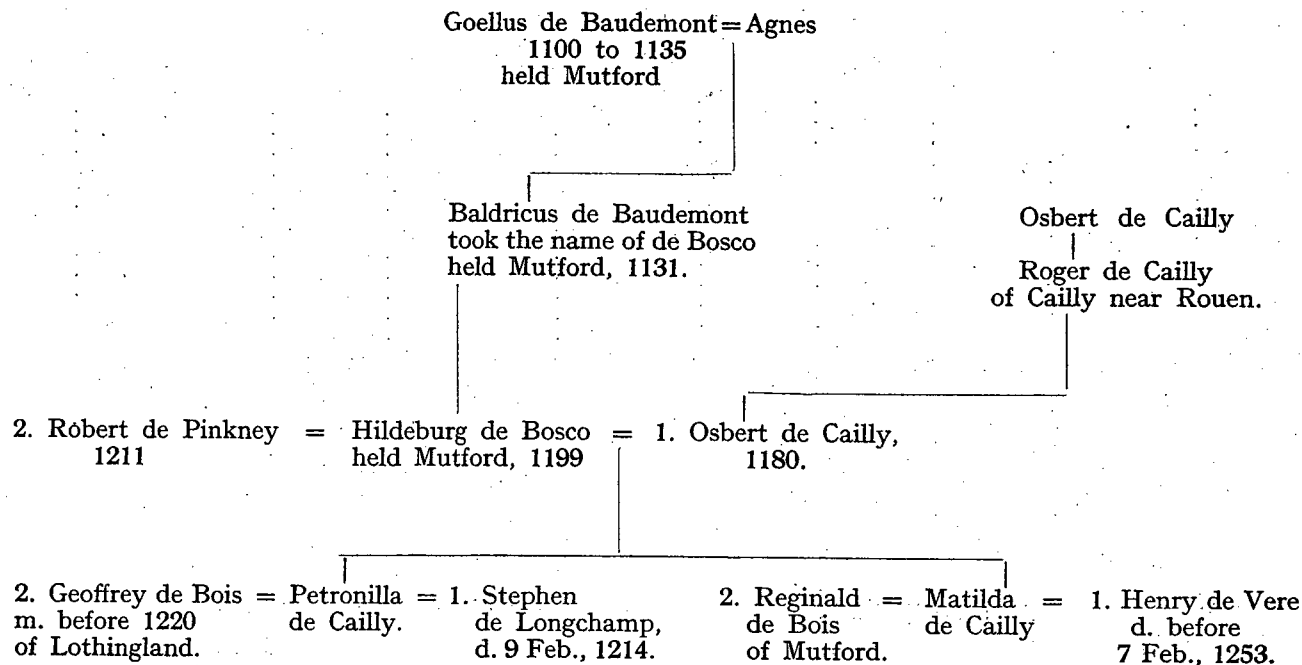 Goellus de Baudemont = Agnes
1100 to 1135
held Mutford
Baldricus de Baudemont
took the name of de Bosco
held Mutford, 1131.
Osbert de Cailly
Roger de Cailly
of Cailly near Rouen.
2. Robert de Pinkney = Hildeburg de Bosco = 1. Osbert de Cailly,
1211 held Mutford, 1199 1180.
2. Geoffrey de Bois = Petronilla = 1. Stephen 2. Reginald = Matilda = 1. Henry de Vere
m. before 1220 de Cailly. de Longchamp, de Bois de Cailly d. before
of Lothingland. d. 9 Feb., 1214. of Mutford. 7 Feb., 1253.